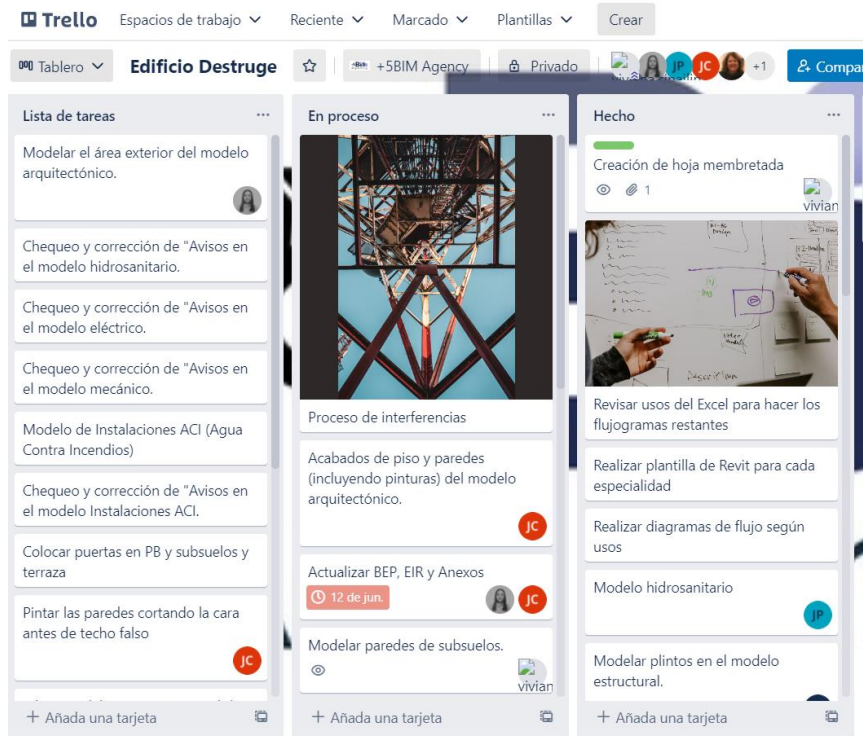 Trello Espacios de trabajo Reciente Marcado Plantillas Crear
Tablero Edificio Destruge +5BIM Agency Privado JP JC +1 Compar
Lista de tareas
Modelar el área exterior del modelo
arquitectónico.
Chequeo y corrección de "Avisos en
el modelo hidrosanitario.
Chequeo y corrección de "Avisos en
el modelo eléctrico.
Chequeo y corrección de "Avisos en
el modelo mecánico.
Modelo de Instalaciones ACI (Agua
Contra Incendios)
Chequeo y corrección de "Avisos en
el modelo Instalaciones ACI.
Colocar puertas en PB y subsuelos y
terraza
Pintar las paredes cortando la cara
antes de techo falso
JC
+ Añada una tarjeta
En proceso
Proceso de interferencias
Acabados de piso y paredes
(incluyendo pinturas) del modelo
arquitectónico.
JC
Actualizar BEP, EIR y Anexos
12 de jun.
JC
Modelar paredes de subsuelos.
vivian
+ Añada una tarjeta
Hecho
Creación de hoja membretada
1
vivian
Revisar usos del Excel para hacer los
flujogramas restantes
Realizar plantilla de Revit para cada
especialidad
Realizar diagramas de flujo según
usos
Modelo hidrosanitario
JP
Modelar plintos en el modelo
estructural.
+ Añada una tarjeta